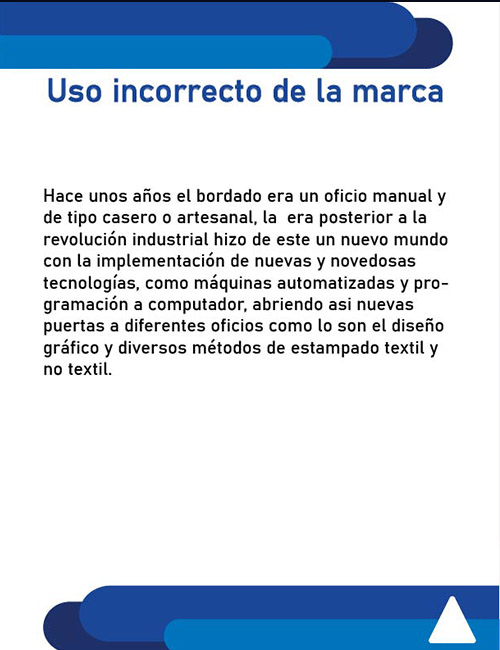 Uso incorrecto de la marca
Hace unos años el bordado era un oficio manual y
de tipo casero o artesanal, la  era posterior a la
revolución industrial hizo de este un nuevo mundo
con la implementación de nuevas y novedosas
tecnologías, como máquinas automatizadas y pro-
gramación a computador, abriendo asi nuevas
puertas a diferentes oficios como lo son el diseño
gráfico y diversos métodos de estampado textil y
no textil.